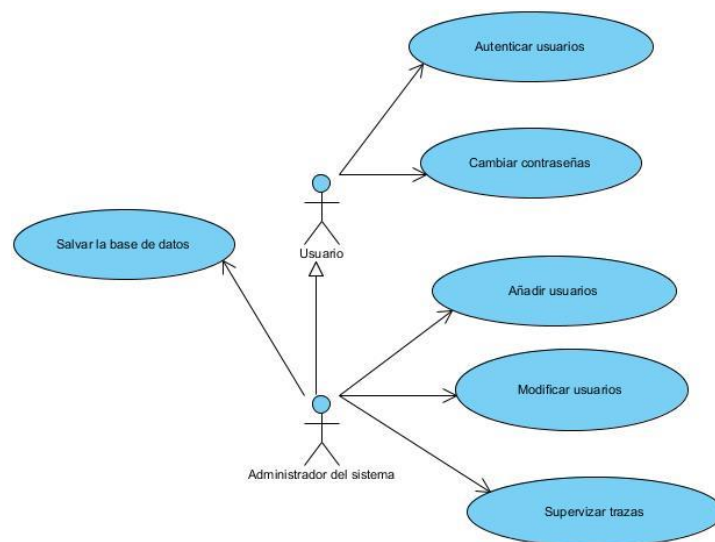 Autenticar usuarios
Cambiar contraseñas
Usuario
Salvar la base de datos
Añadir usuarios
Modificar usuarios
Administrador del sistema
Supervizar trazas